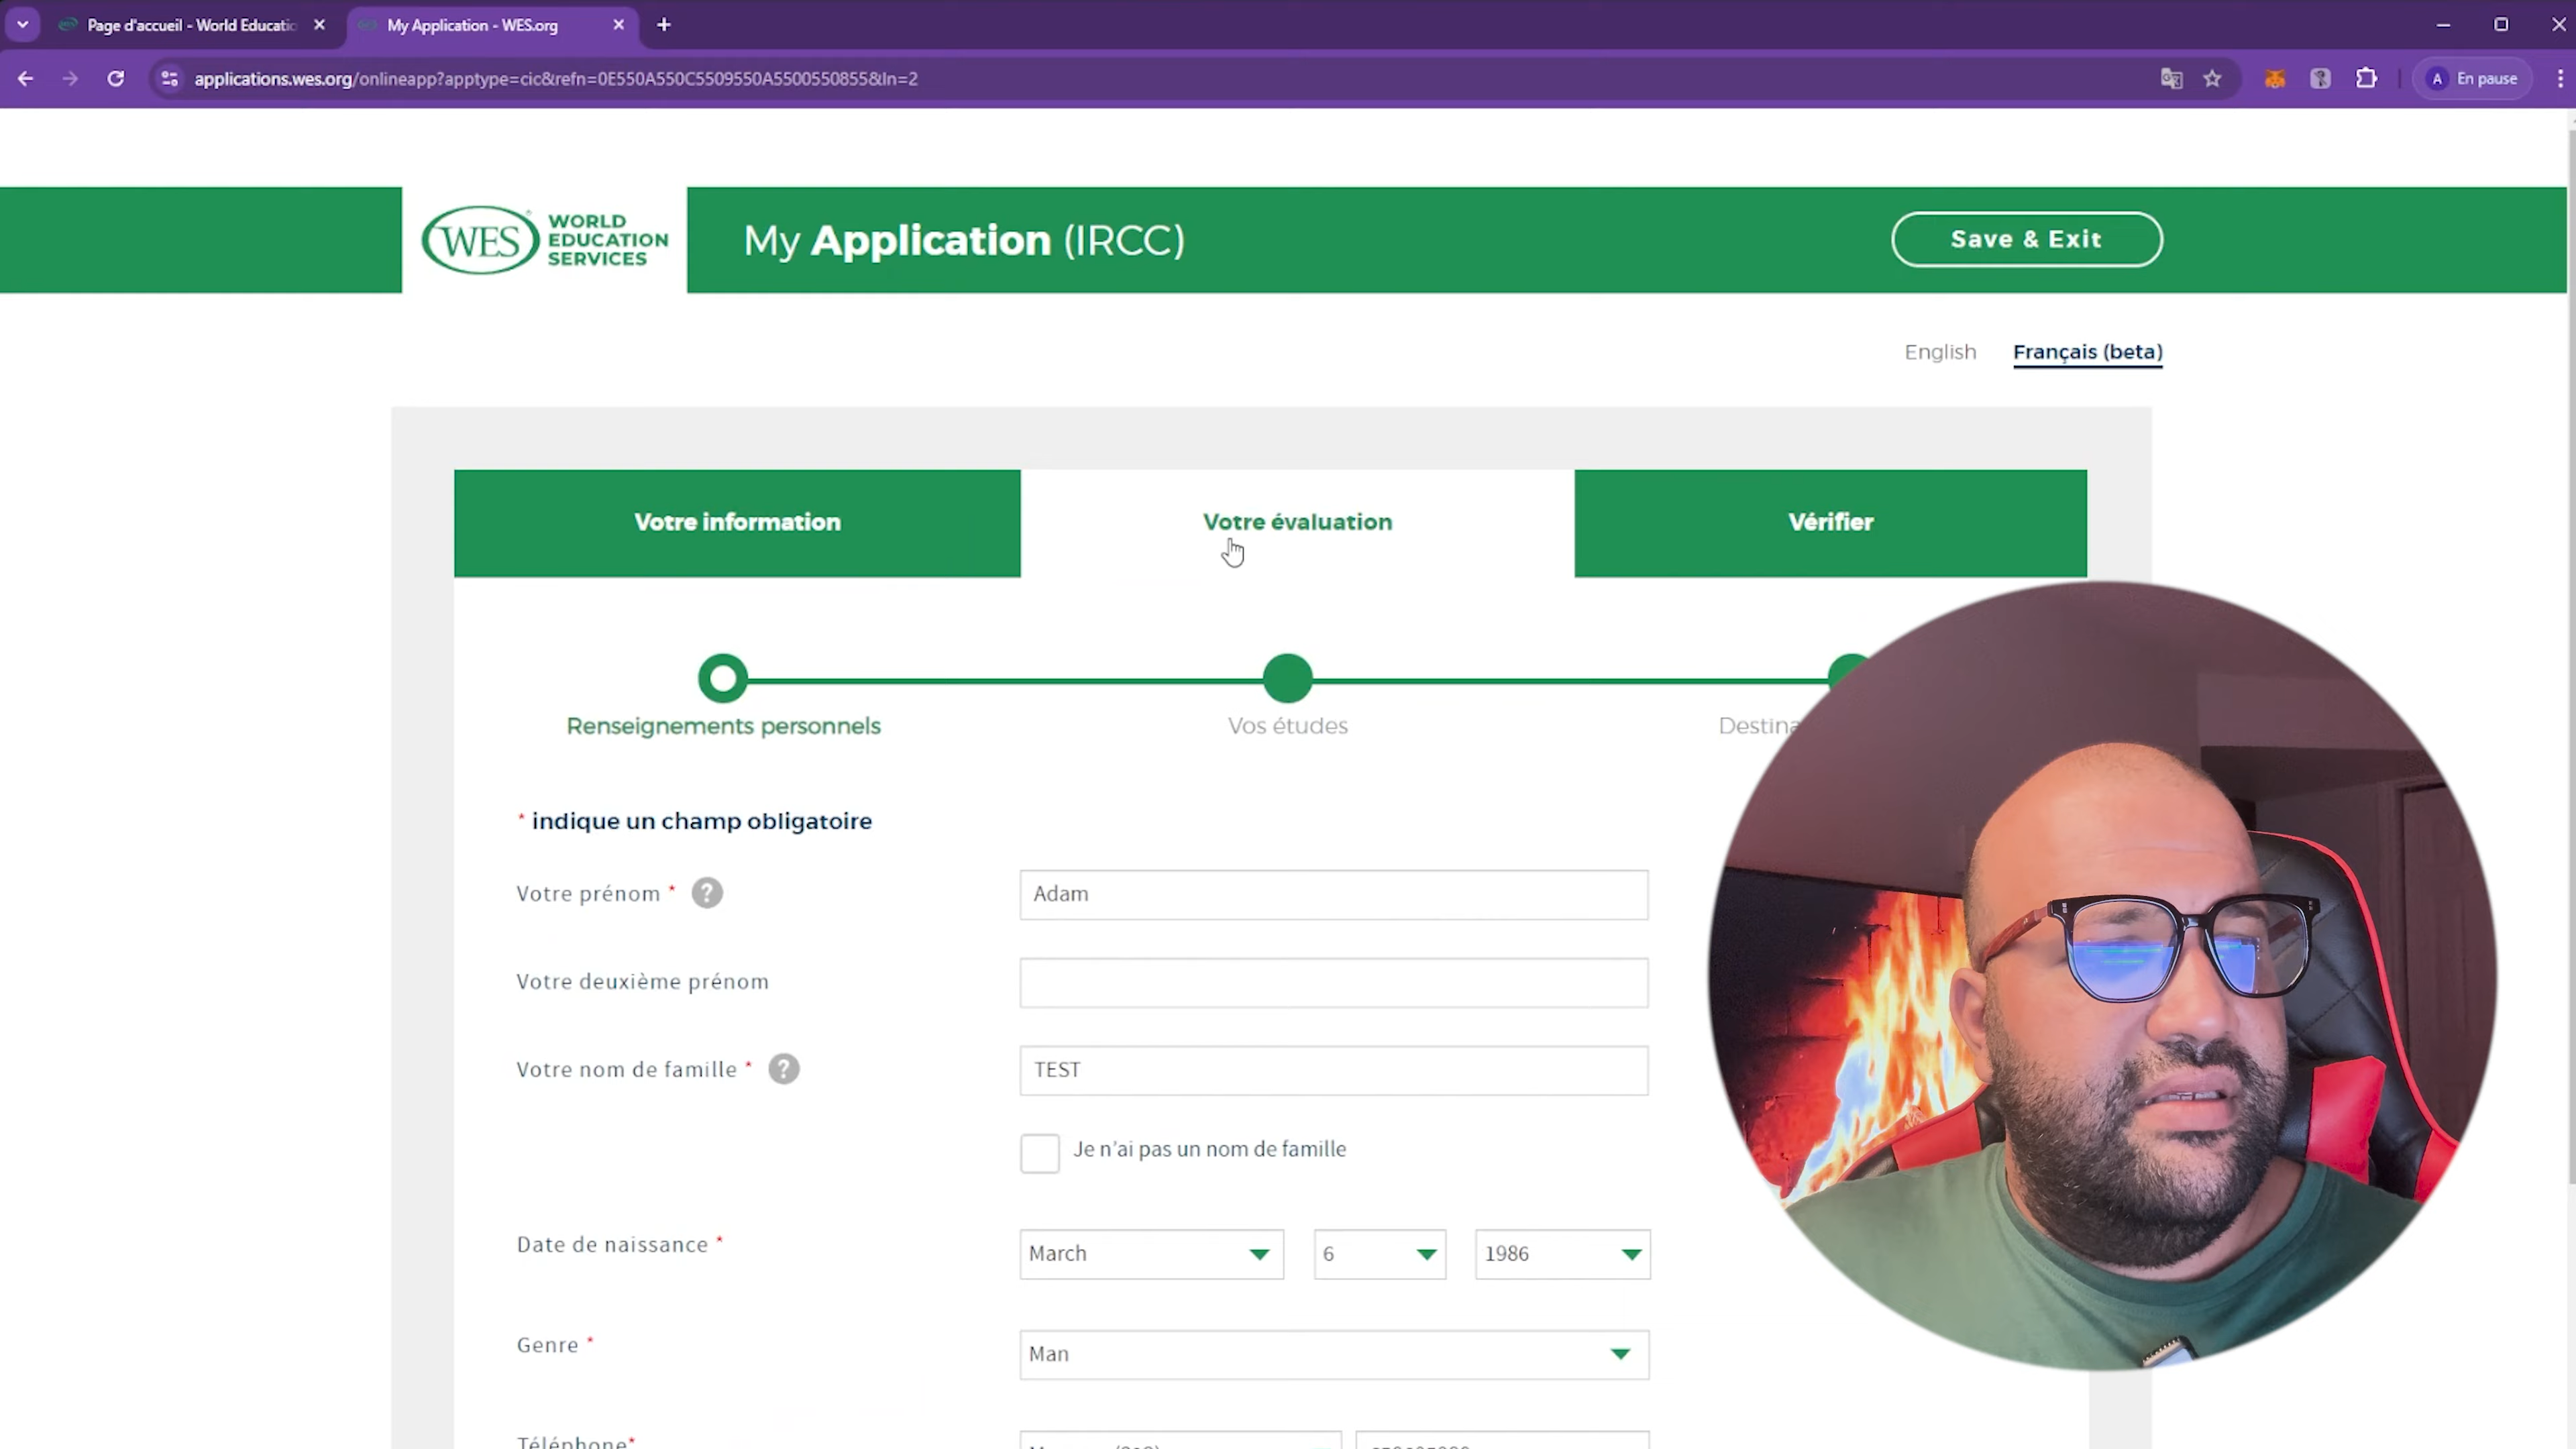 Page d'accueil - World Educatio
My Application - WES.org
applications.wes.org/onlineapp?apptype=cic&refn=0E550A550C5509550A5500550855&ln=2
A En pause
WES WORLD EDUCATION SERVICES
My Application (IRCC)
Save & Exit
English Français (beta)
Votre information
Votre évaluation
Vérifier
Renseignements personnels
Vos études
Destina
* indique un champ obligatoire
Votre prénom * ? Adam
Votre deuxième prénom
Votre nom de famille * ? TEST
Je n'ai pas un nom de famille
Date de naissance * March 6 1986
Genre * Man
Téléphone*